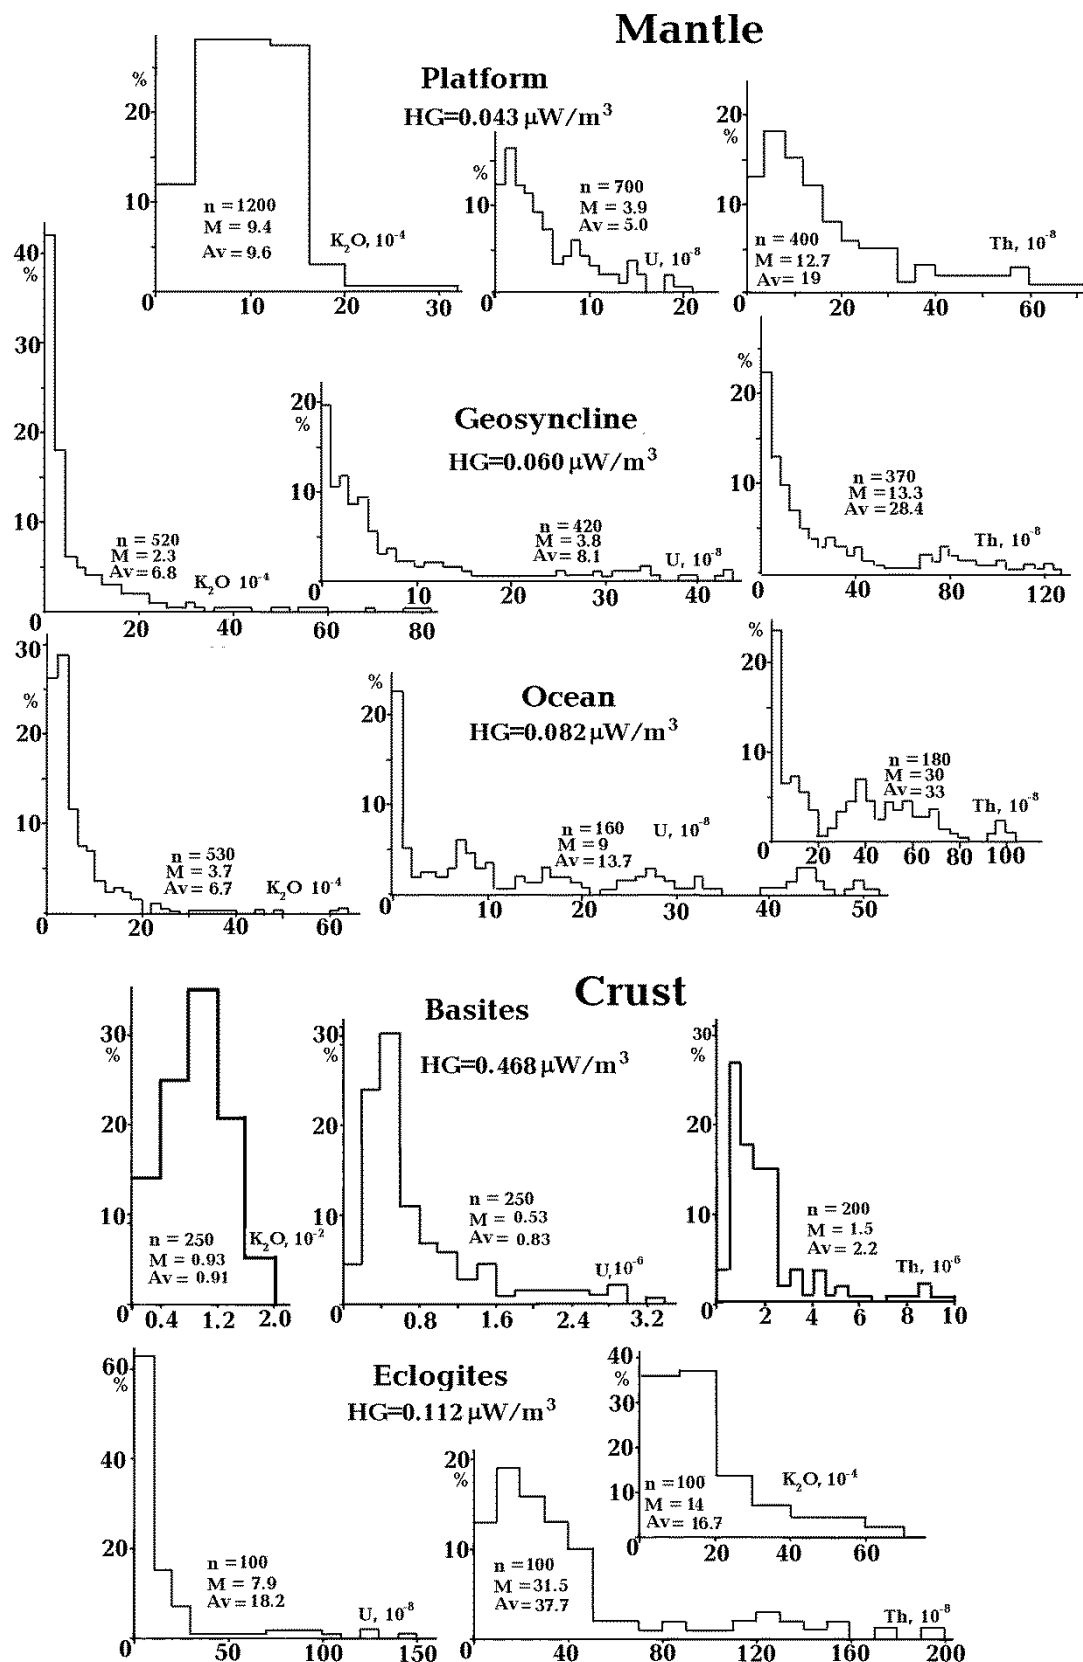 Mantle
Platform
HG=0.043 μW/m³
%
20
10
0
10
20
30
n = 1200
M = 9.4
Av = 9.6
K₂O, 10⁻⁴
%
10
0
10
20
n = 700
M = 3.9
Av = 5.0
U, 10⁻⁸
20
%
10
0
20
40
60
n = 400
M = 12.7
Av = 19
Th, 10⁻⁸
Geosyncline
HG=0.060 μW/m³
40
%
30
20
10
0
20
40
60
80
n = 520
M = 2.3
Av = 6.8
K₂O 10⁻⁴
20
%
10
0
10
20
30
40
n = 420
M = 3.8
Av = 8.1
U, 10⁻⁸
%
20
10
0
40
80
120
n = 370
M = 13.3
Av = 28.4
Th, 10⁻⁸
Ocean
HG=0.082 μW/m³
30
%
20
10
0
20
40
60
n = 530
M = 3.7
Av = 6.7
K₂O 10⁻⁴
%
20
10
0
10
20
30
40
50
n = 160
M = 9
Av = 13.7
U, 10⁻⁸
%
20
10
0
20
40
60
80
100
n = 180
M = 30
Av = 33
Th, 10⁻⁸
Crust
Basites
HG=0.468 μW/m³
30
%
20
10
0
0.4
1.2
2.0
n = 250
M = 0.93
Av = 0.91
K₂O, 10⁻²
30
%
20
10
0
0.8
1.6
2.4
3.2
n = 250
M = 0.53
Av = 0.83
U, 10⁻⁶
30
%
20
10
0
2
4
6
8
10
n = 200
M = 1.5
Av = 2.2
Th, 10⁻⁶
Eclogites
HG=0.112 μW/m³
60
%
40
20
0
50
100
150
n = 100
M = 7.9
Av = 18.2
U, 10⁻⁸
20
%
10
0
40
80
120
160
200
n = 100
M = 31.5
Av = 37.7
Th, 10⁻⁸
40
%
30
20
10
0
20
40
60
n = 100
M = 14
Av = 16.7
K₂O, 10⁻⁴